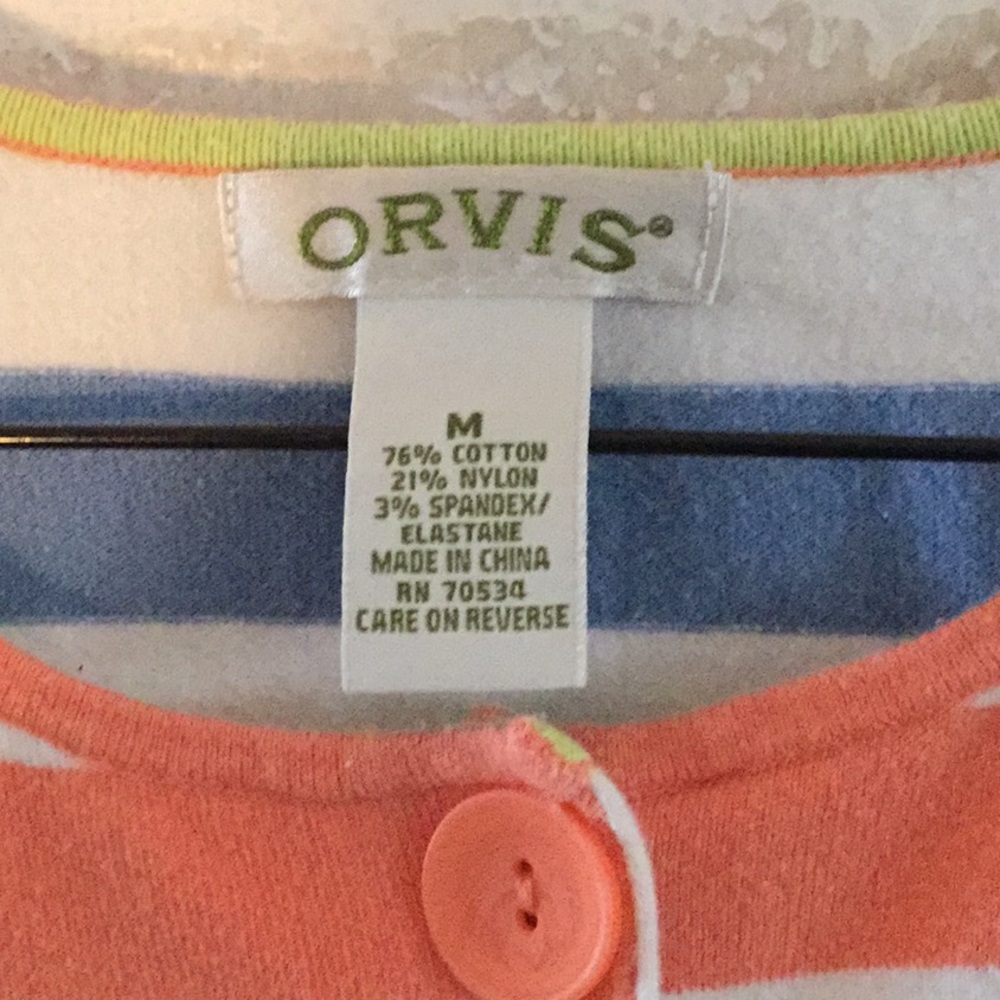 ORVIS®
M
76% COTTON
21% NYLON
3% SPANDEX/
ELASTANE
MADE IN CHINA
RN 70534
CARE ON REVERSE